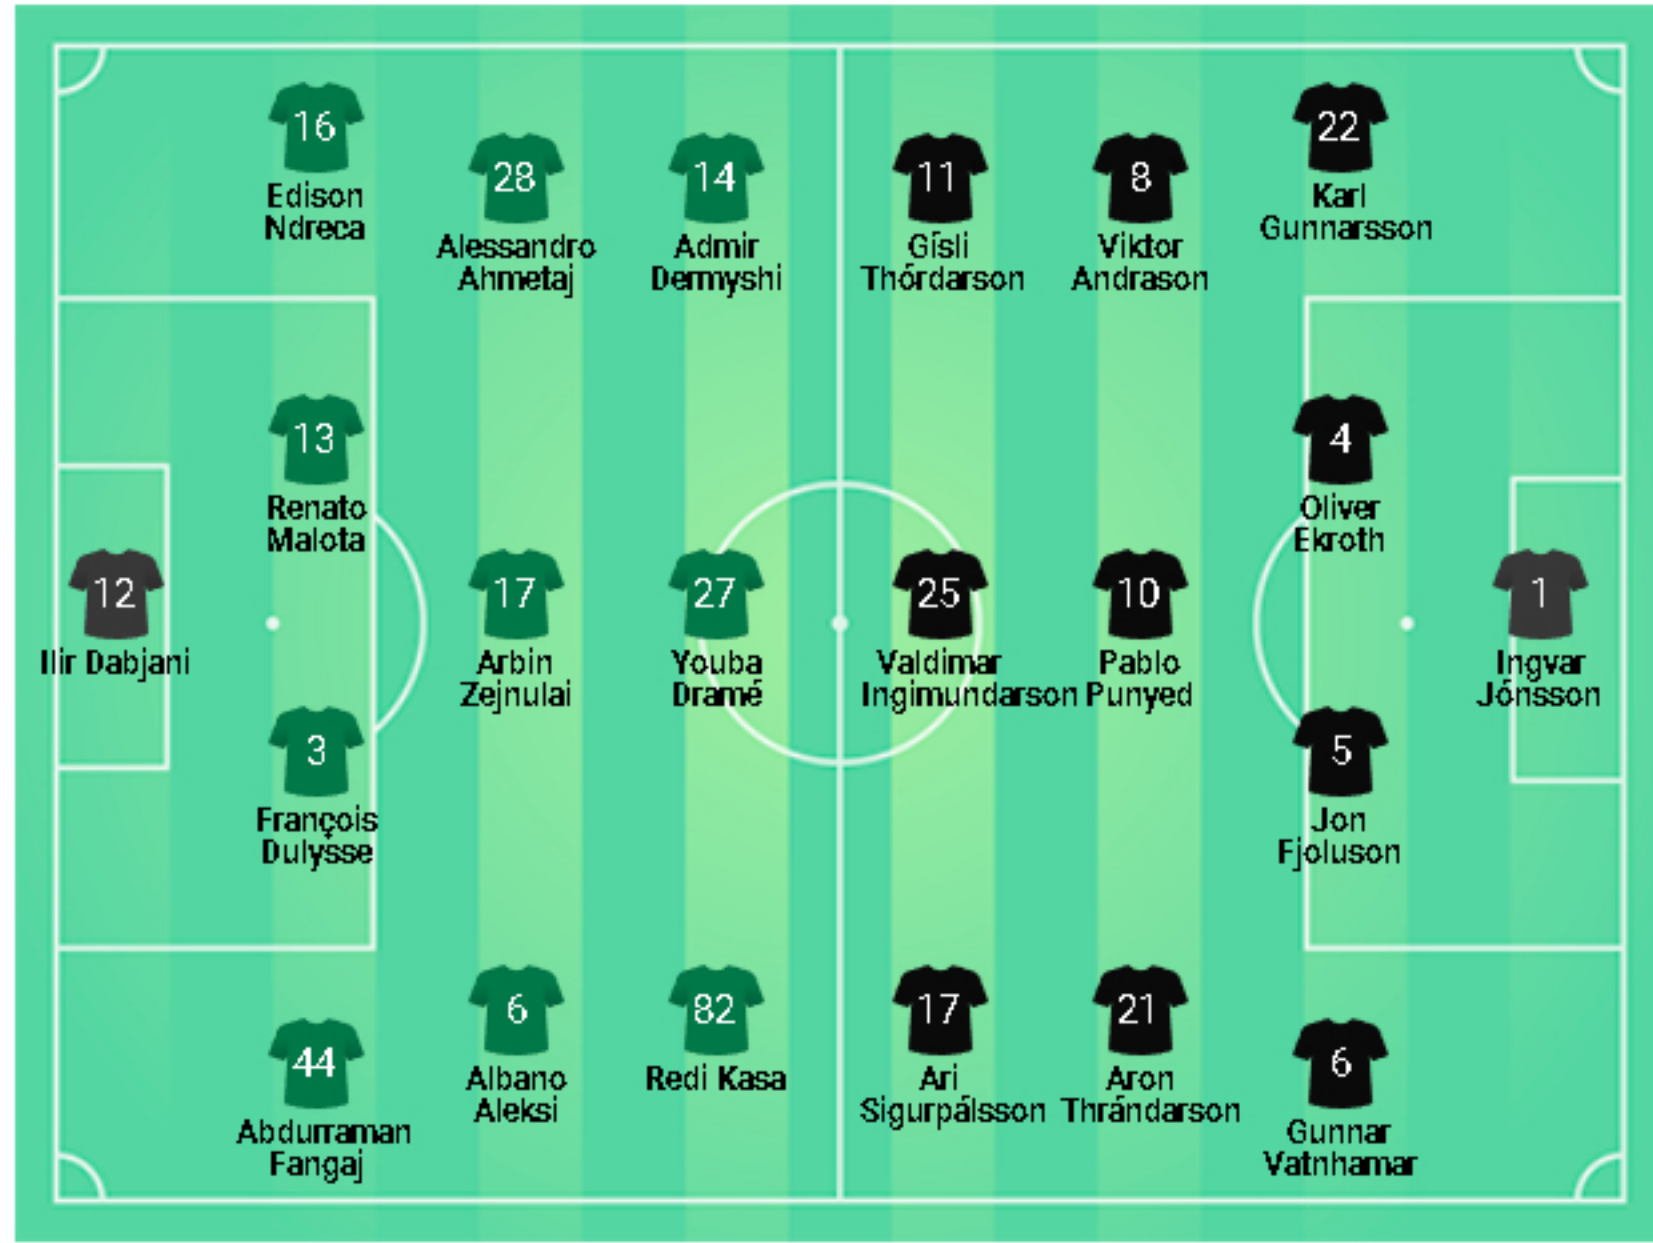 16
Edison
Ndreca
28
Alessandro
Ahmetaj
14
Admir
Dermyshi
11
Gísli
Thórdarson
8
Viktor
Andrason
22
Karl
Gunnarsson
13
Renato
Malota
4
Oliver
Ekroth
12
Ilir Dabjani
17
Arbin
Zejnulai
27
Youba
Dramé
25
Valdimar
Ingimundarson
10
Pablo
Punyed
1
Ingvar
Jónsson
3
François
Dulysse
5
Jon
Fjoluson
44
Abdurraman
Fangaj
6
Albano
Aleksi
82
Redi Kasa
17
Ari
Sigurpálsson
21
Aron
Thrándarson
6
Gunnar
Vatnhamar